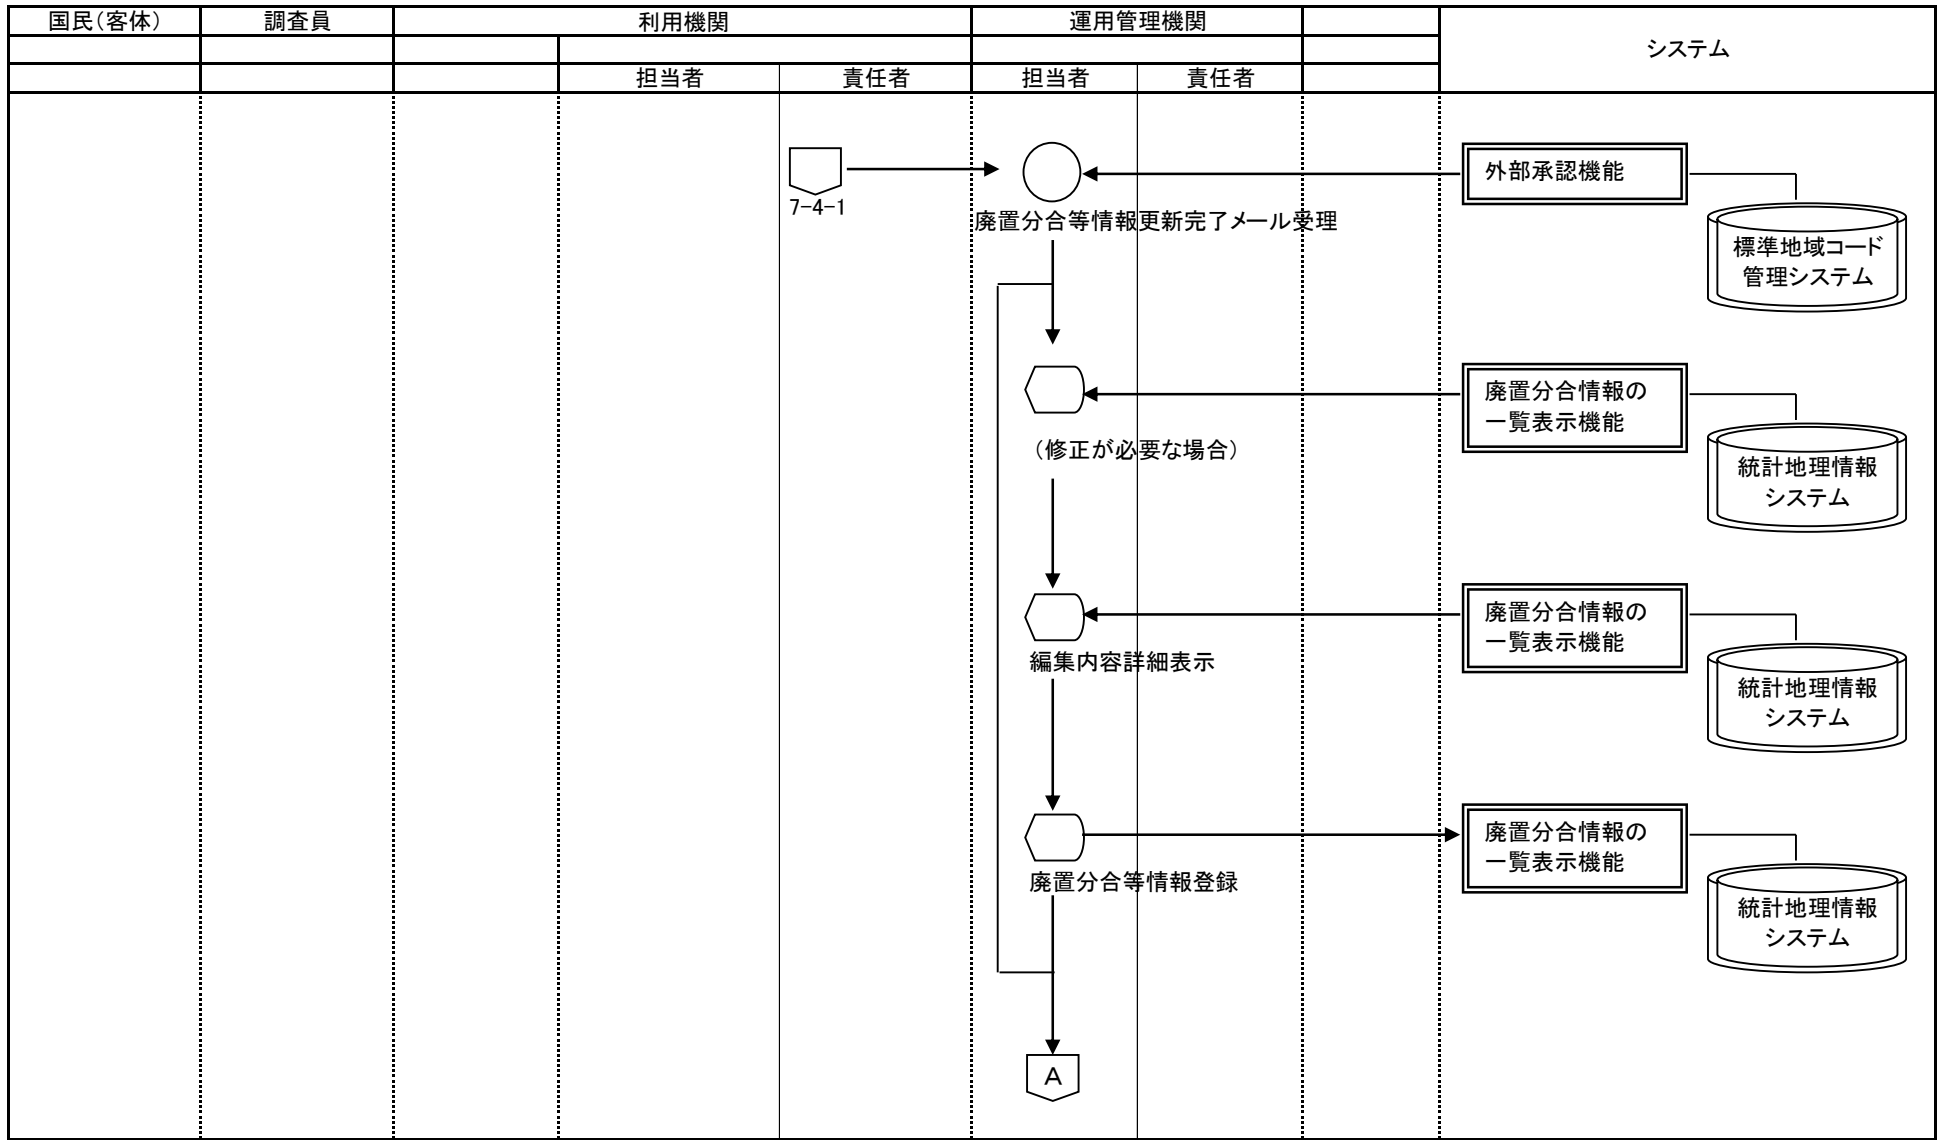 国民（客体）
調査員
利用機関
運用管理機関
システム
担当者
責任者
担当者
責任者
7-4-1
廃置分合等情報更新完了メール受理
外部承認機能
標準地域コード
管理システム
廃置分合情報の
一覧表示機能
（修正が必要な場合）
統計地理情報
システム
廃置分合情報の
一覧表示機能
編集内容詳細表示
統計地理情報
システム
廃置分合情報の
一覧表示機能
廃置分合等情報登録
統計地理情報
システム
A